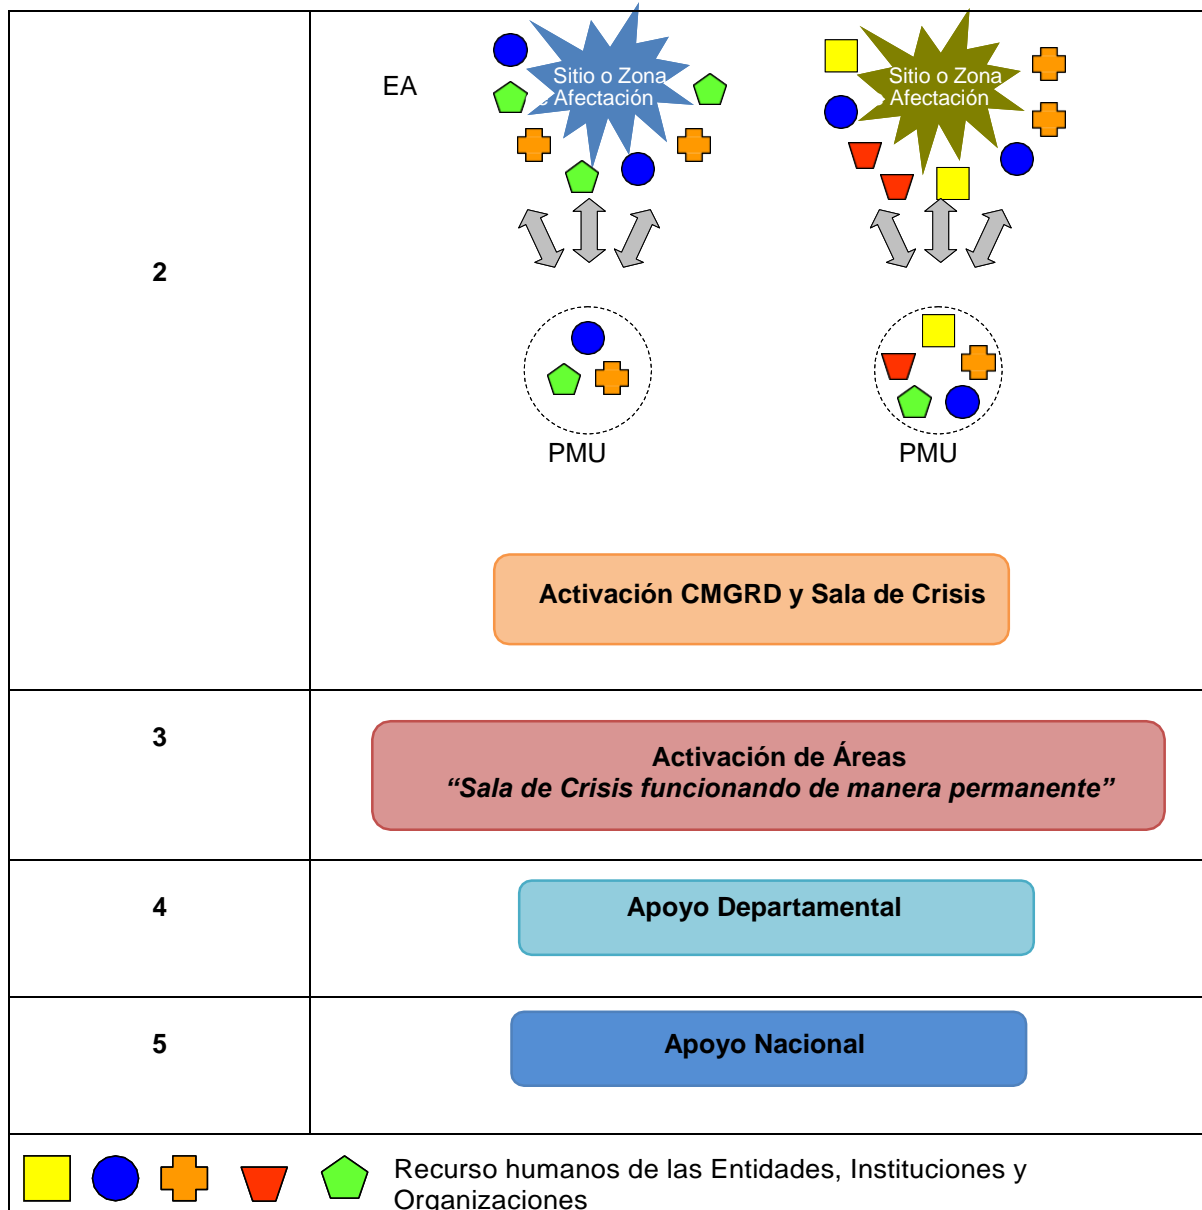 2
EA
Sitio o Zona
Afectación
Sitio o Zona
Afectación
PMU
PMU
Activación CMGRD y Sala de Crisis
3
Activación de Áreas
“Sala de Crisis funcionando de manera permanente”
4
Apoyo Departamental
5
Apoyo Nacional
Recurso humanos de las Entidades, Instituciones y
Organizaciones